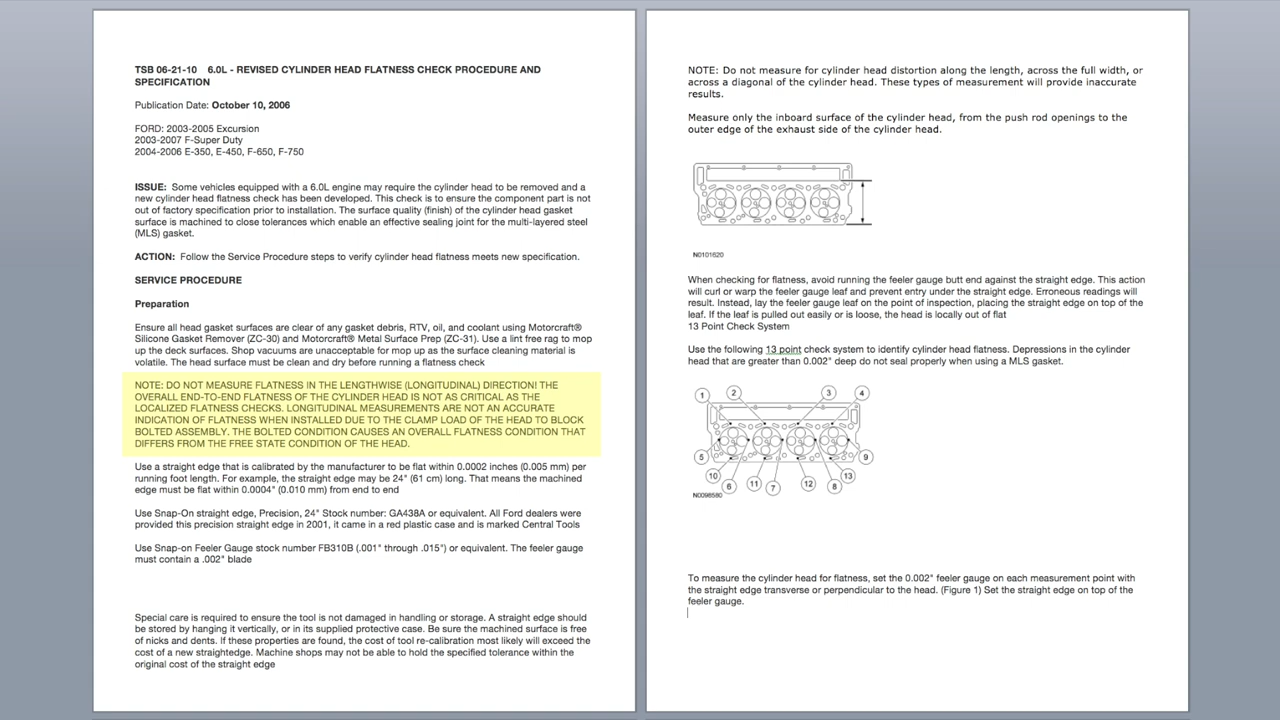 TSB 06-21-10    6.0L - REVISED CYLINDER HEAD FLATNESS CHECK PROCEDURE AND
SPECIFICATION
Publication Date: October 10, 2006
FORD: 2003-2005 Excursion
2003-2007 F-Super Duty
2004-2006 E-350, E-450, F-650, F-750
ISSUE:  Some vehicles equipped with a 6.0L engine may require the cylinder head to be removed and a
new cylinder head flatness check has been developed. This check is to ensure the component part is not
out of factory specification prior to installation. The surface quality (finish) of the cylinder head gasket
surface is machined to close tolerances which enable an effective sealing joint for the multi-layered steel
(MLS) gasket.
ACTION:  Follow the Service Procedure steps to verify cylinder head flatness meets new specification.
SERVICE PROCEDURE
Preparation
Ensure all head gasket surfaces are clear of any gasket debris, RTV, oil, and coolant using Motorcraft®
Silicone Gasket Remover (ZC-30) and Motorcraft® Metal Surface Prep (ZC-31). Use a lint free rag to mop
up the deck surfaces. Shop vacuums are unacceptable for mop up as the surface cleaning material is
volatile. The head surface must be clean and dry before running a flatness check
NOTE: DO NOT MEASURE FLATNESS IN THE LENGTHWISE (LONGITUDINAL) DIRECTION! THE
OVERALL END-TO-END FLATNESS OF THE CYLINDER HEAD IS NOT AS CRITICAL AS THE
LOCALIZED FLATNESS CHECKS. LONGITUDINAL MEASUREMENTS ARE NOT AN ACCURATE
INDICATION OF FLATNESS WHEN INSTALLED DUE TO THE CLAMP LOAD OF THE HEAD TO BLOCK
BOLTED ASSEMBLY. THE BOLTED CONDITION CAUSES AN OVERALL FLATNESS CONDITION THAT
DIFFERS FROM THE FREE STATE CONDITION OF THE HEAD.
Use a straight edge that is calibrated by the manufacturer to be flat within 0.0002 inches (0.005 mm) per
running foot length. For example, the straight edge may be 24" (61 cm) long. That means the machined
edge must be flat within 0.0004" (0.010 mm) from end to end
Use Snap-On straight edge, Precision, 24" Stock number: GA438A or equivalent. All Ford dealers were
provided this precision straight edge in 2001, it came in a red plastic case and is marked Central Tools
Use Snap-on Feeler Gauge stock number FB310B (.001" through .015") or equivalent. The feeler gauge
must contain a .002" blade
Special care is required to ensure the tool is not damaged in handling or storage. A straight edge should
be stored by hanging it vertically, or in its supplied protective case. Be sure the machined surface is free
of nicks and dents. If these properties are found, the cost of tool re-calibration most likely will exceed the
cost of a new straightedge. Machine shops may not be able to hold the specified tolerance within the
original cost of the straight edge
NOTE: Do not measure for cylinder head distortion along the length, across the full width, or
across a diagonal of the cylinder head. These types of measurement will provide inaccurate
results.
Measure only the inboard surface of the cylinder head, from the push rod openings to the
outer edge of the exhaust side of the cylinder head.
N0101620
When checking for flatness, avoid running the feeler gauge butt end against the straight edge. This action
will curl or warp the feeler gauge leaf and prevent entry under the straight edge. Erroneous readings will
result. Instead, lay the feeler gauge leaf on the point of inspection, placing the straight edge on top of the
leaf. If the leaf is pulled out easily or is loose, the head is locally out of flat
13 Point Check System
Use the following 13 point check system to identify cylinder head flatness. Depressions in the cylinder
head that are greater than 0.002" deep do not seal properly when using a MLS gasket.
1 2 3 4
5 9
10 13
6 11 7 12 8
N0098580
To measure the cylinder head for flatness, set the 0.002" feeler gauge on each measurement point with
the straight edge transverse or perpendicular to the head. (Figure 1) Set the straight edge on top of the
feeler gauge.